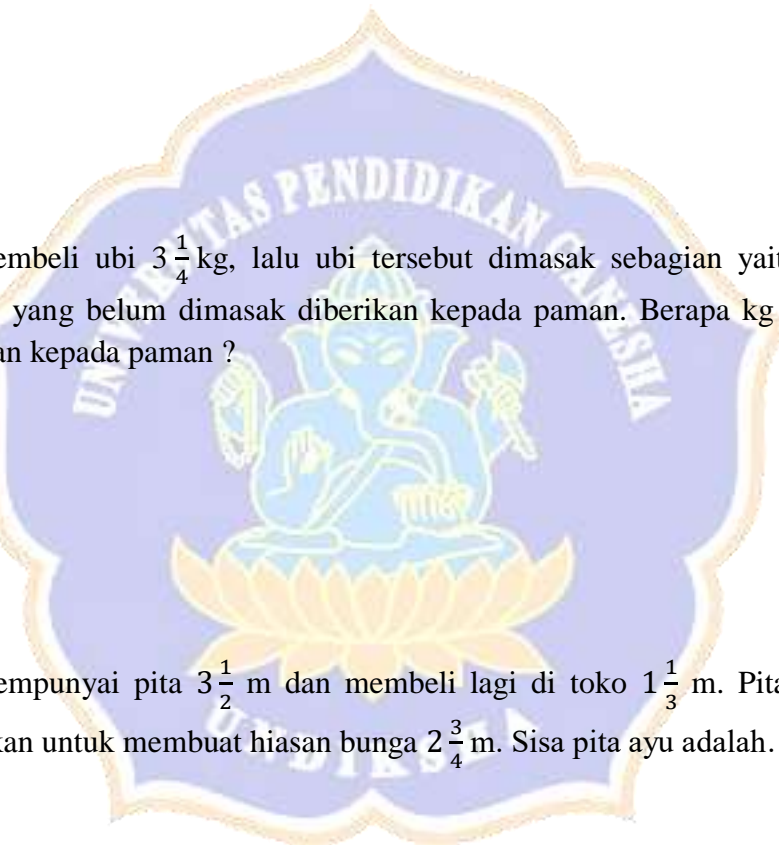 UNIVERSITAS PENDIDIKAN GANESHA
embeli ubi 3 1/4 kg, lalu ubi tersebut dimasak sebagian yait
yang belum dimasak diberikan kepada paman. Berapa kg
an kepada paman ?
empunyai pita 3 1/2 m dan membeli lagi di toko 1 1/3 m. Pita
kan untuk membuat hiasan bunga 2 3/4 m. Sisa pita ayu adalah.
UNDIKSHA